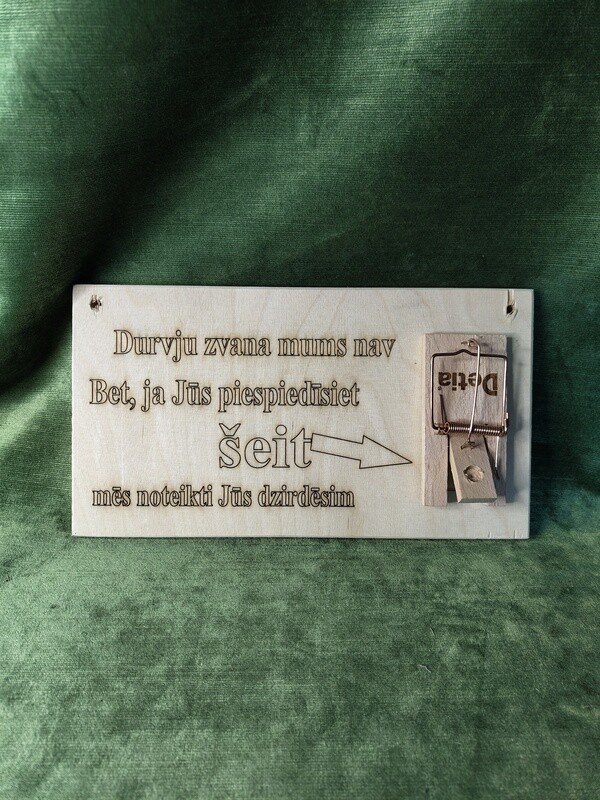 Durvju zvana mums nav
Bet, ja Jūs piespiedīsiet
šeit
mēs noteikti Jūs dzirdēsim
Detia